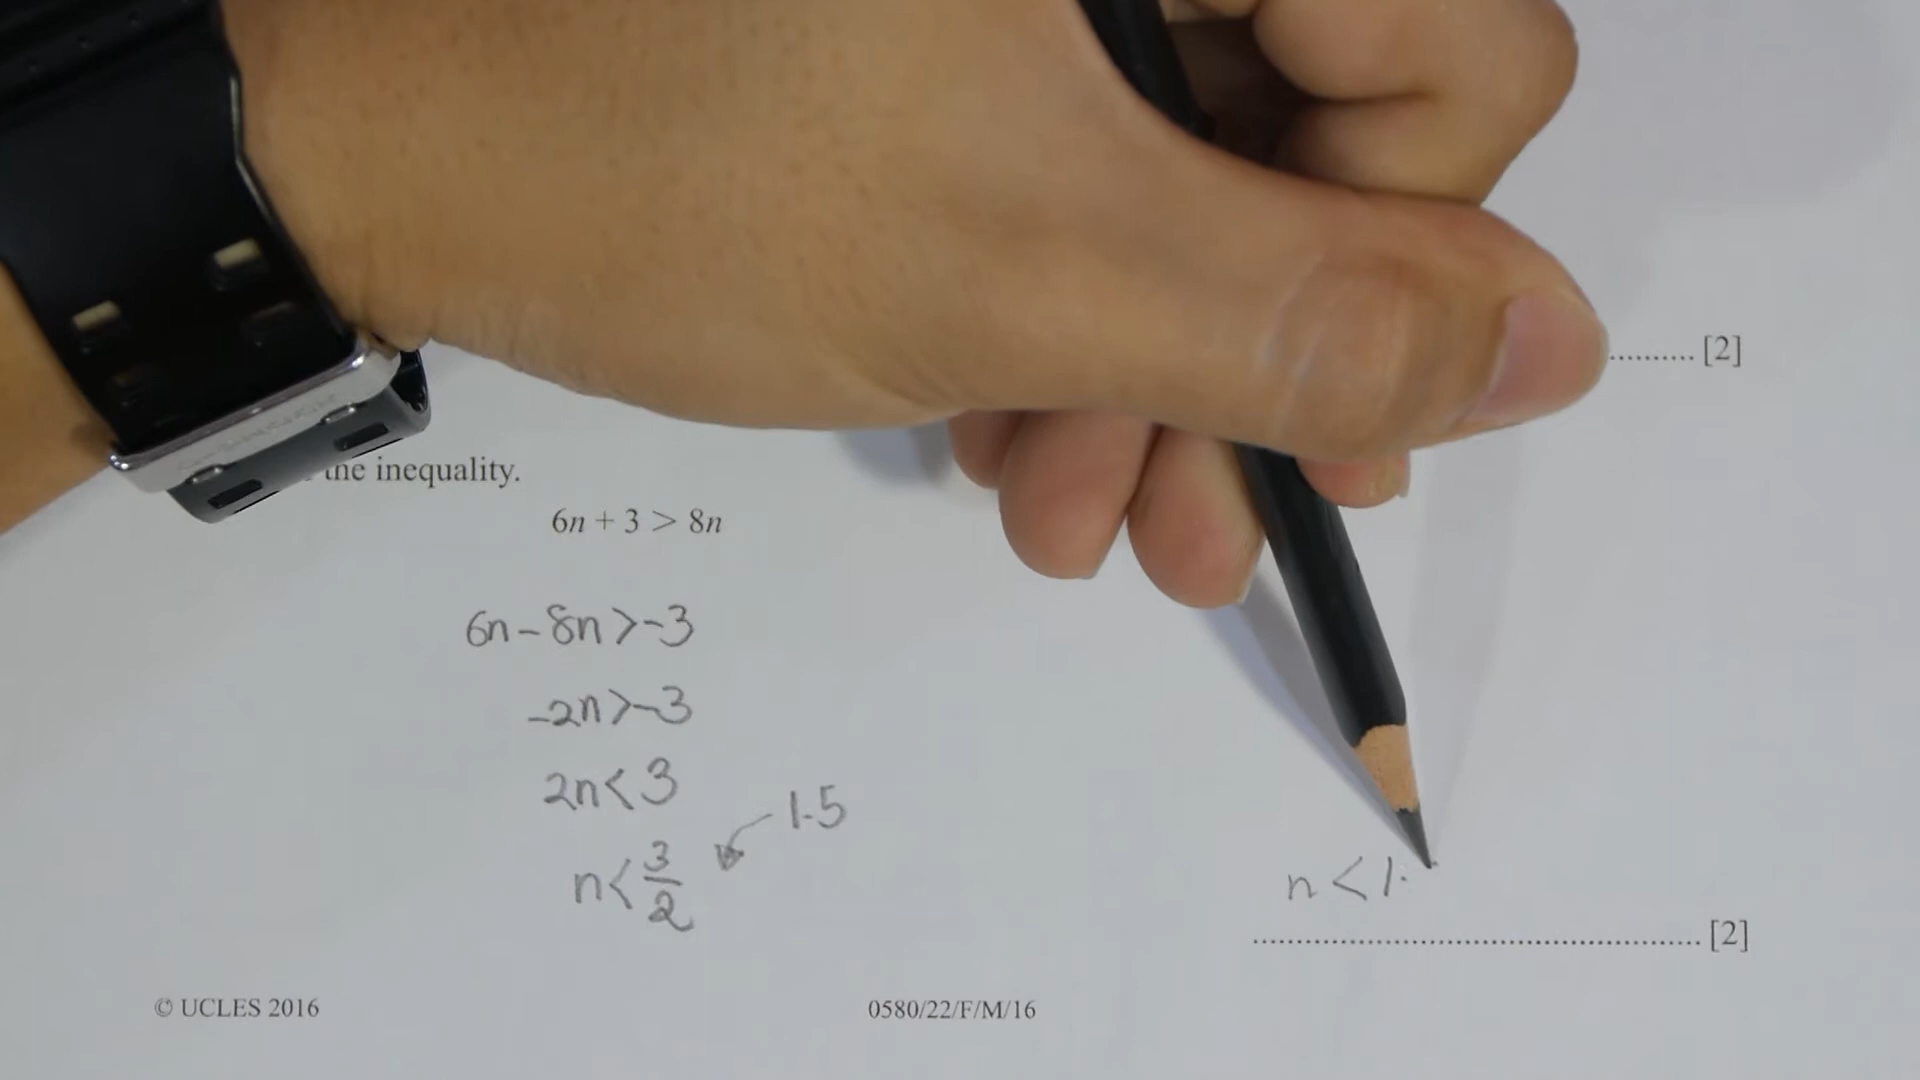 .......... [2]
the inequality.
6n + 3 > 8n
6n - 8n > -3
-2n > -3
2n < 3
1.5
n < 3/2
n < 1.
.................................................. [2]
© UCLES 2016
0580/22/F/M/16